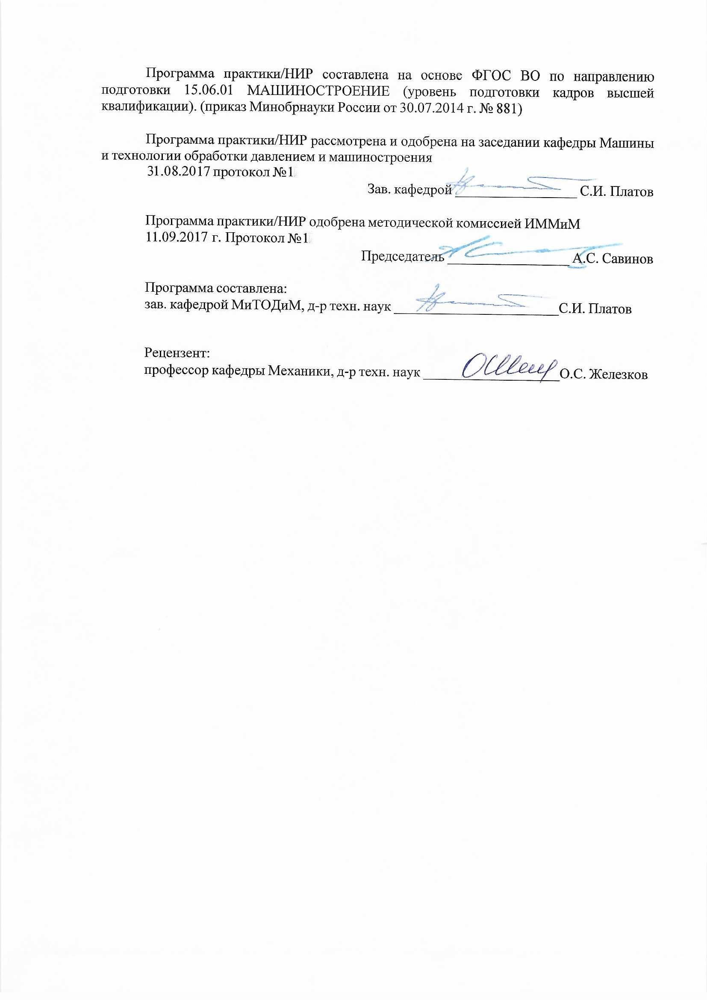 Программа практики/НИР составлена на основе ФГОС ВО по направлению
подготовки 15.06.01 МАШИНОСТРОЕНИЕ (уровень подготовки кадров высшей
квалификации). (приказ Минобрнауки России от 30.07.2014 г. № 881)
Программа практики/НИР рассмотрена и одобрена на заседании кафедры Машины
и технологии обработки давлением и машиностроения
31.08.2017 протокол №1
Зав. кафедрой ________________ С.И. Платов
Программа практики/НИР одобрена методической комиссией ИММиМ
11.09.2017 г. Протокол №1
Председатель ________________ А.С. Савинов
Программа составлена:
зав. кафедрой МиТОДиМ, д-р техн. наук ______________________С.И. Платов
Рецензент:
профессор кафедры Механики, д-р техн. наук __________________О.С. Железков